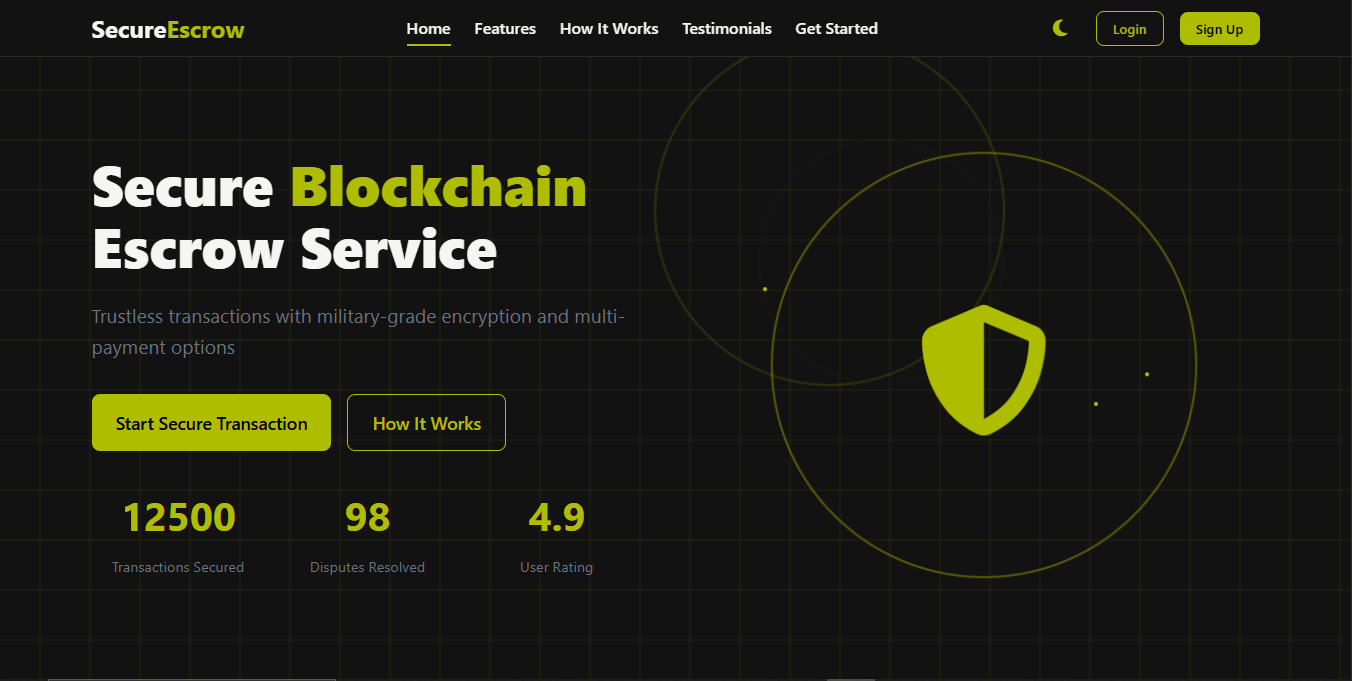 SecureEscrow
Home Features How It Works Testimonials Get Started
Login Sign Up
Secure Blockchain
Escrow Service
Trustless transactions with military-grade encryption and multi-
payment options
Start Secure Transaction How It Works
12500 98 4.9
Transactions Secured Disputes Resolved User Rating